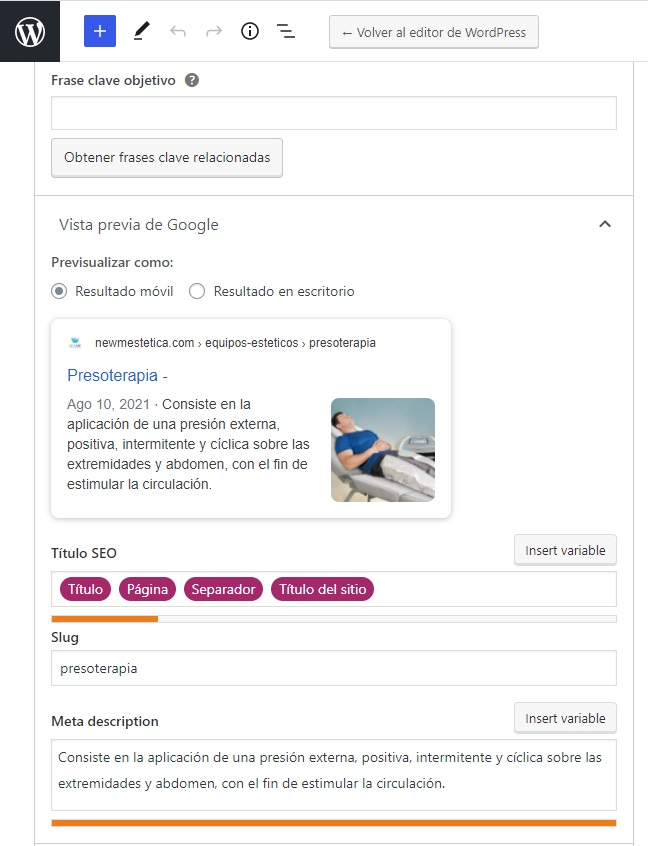 ← Volver al editor de WordPress
Frase clave objetivo ?
Obtener frases clave relacionadas
Vista previa de Google
Previsualizar como:
Resultado móvil Resultado en escritorio
newmestetica.com › equipos-esteticos › presoterapia
Presoterapia -
Ago 10, 2021 · Consiste en la
aplicación de una presión externa,
positiva, intermitente y cíclica sobre las
extremidades y abdomen, con el fin de
estimular la circulación.
Título SEO
Insert variable
Título Página Separador Título del sitio
Slug
presoterapia
Meta description
Insert variable
Consiste en la aplicación de una presión externa, positiva, intermitente y cíclica sobre las
extremidades y abdomen, con el fin de estimular la circulación.